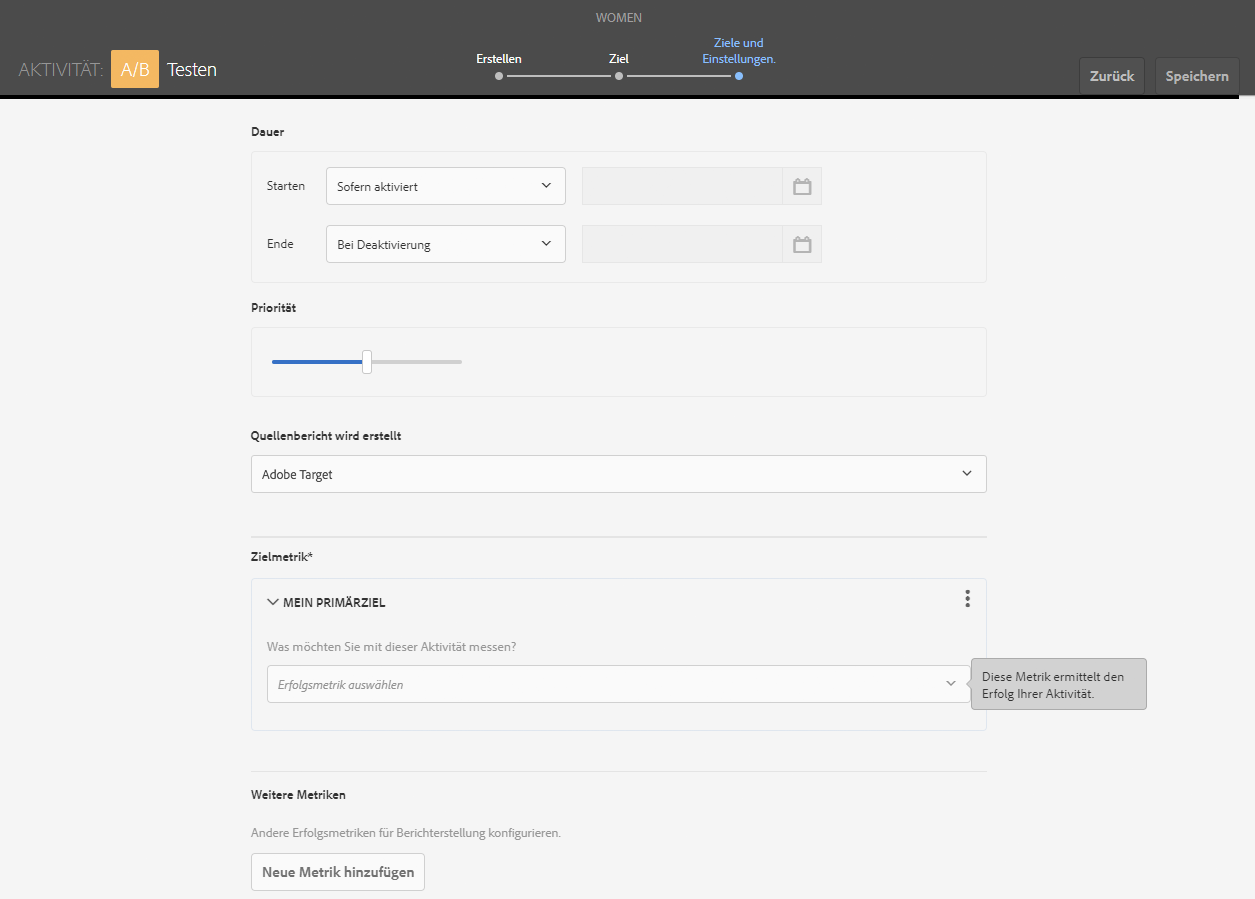 WOMEN
AKTIVITÄT: A/B Testen
Erstellen
Ziel
Ziele und
Einstellungen.
Zurück
Speichern
Dauer
Starten
Sofern aktiviert
Ende
Bei Deaktivierung
Priorität
Quellenbericht wird erstellt
Adobe Target
Zielmetrik*
MEIN PRIMÄRZIEL
Was möchten Sie mit dieser Aktivität messen?
Erfolgsmetrik auswählen
Diese Metrik ermittelt den
Erfolg Ihrer Aktivität.
Weitere Metriken
Andere Erfolgsmetriken für Berichterstellung konfigurieren.
Neue Metrik hinzufügen